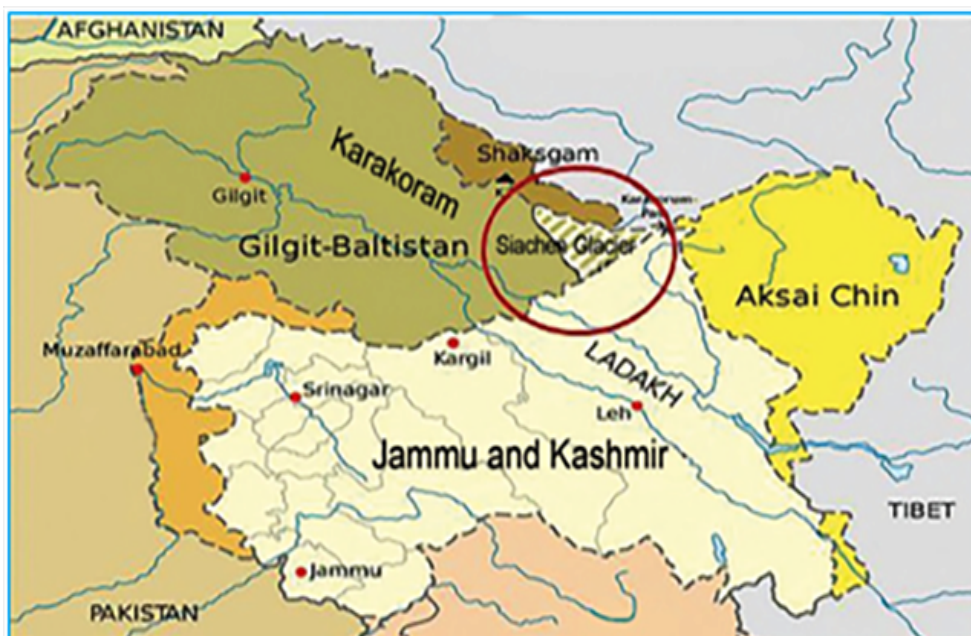 AFGHANISTAN
Karakoram
Shaksgam
K2
Gilgit
Gilgit-Baltistan
Siachen Glacier
Aksai Chin
Muzaffarabad
Kargil
LADAKH
Srinagar
Leh
Jammu and Kashmir
TIBET
Jammu
PAKISTAN